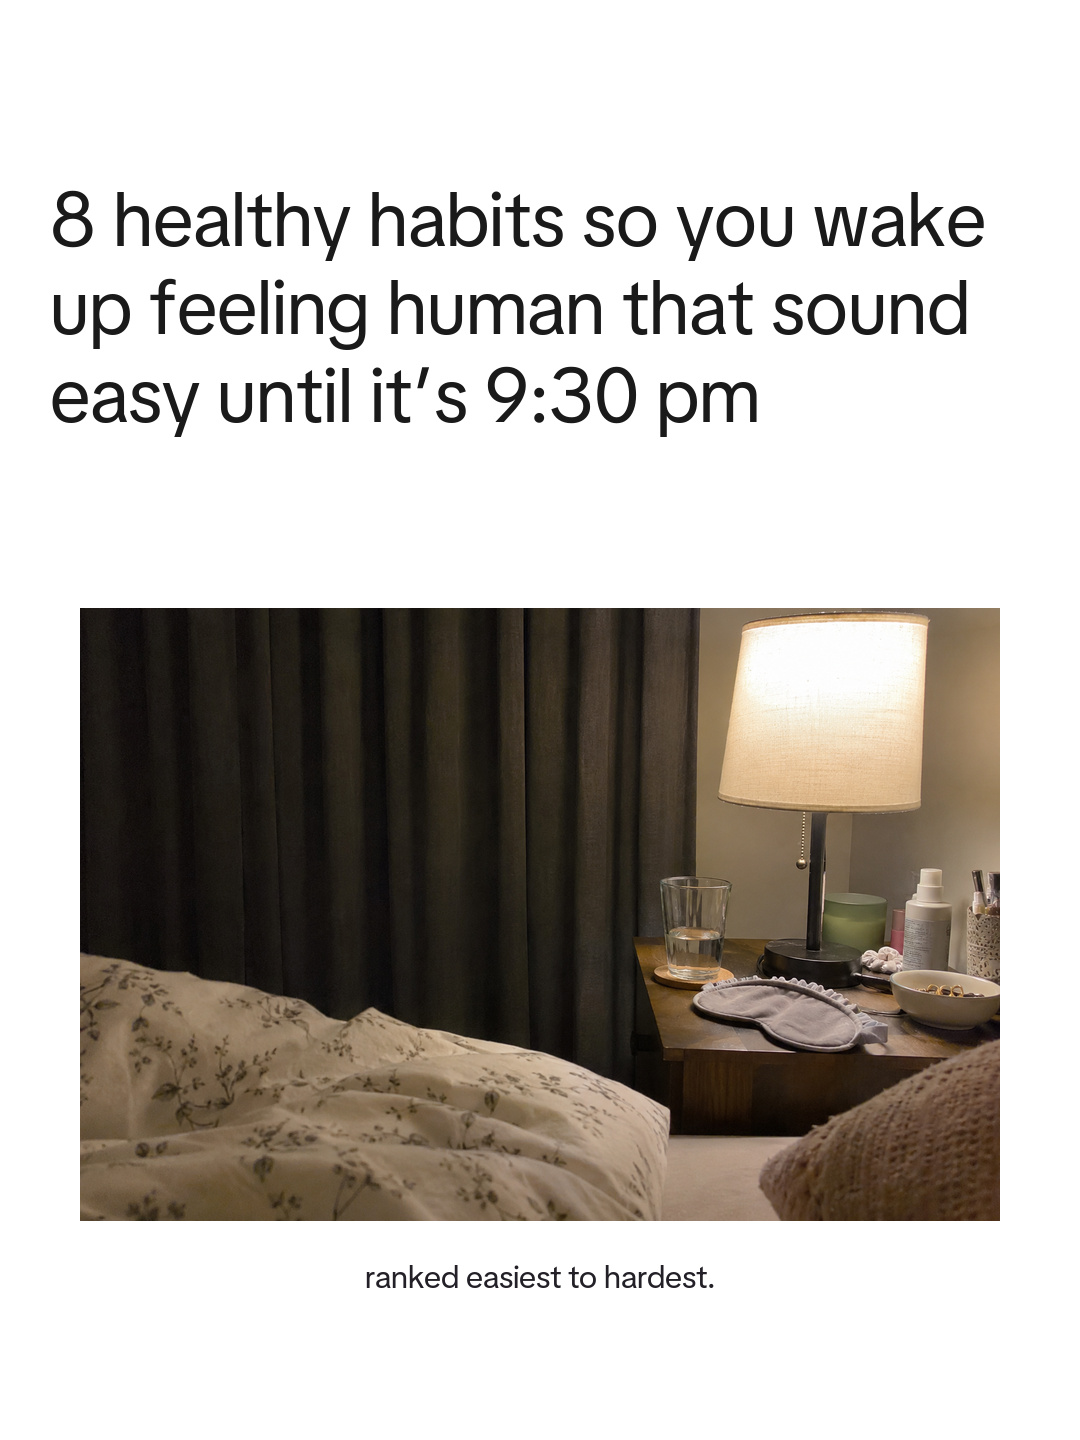 8 healthy habits so you wake
up feeling human that sound
easy until it’s 9:30 pm
ranked easiest to hardest.